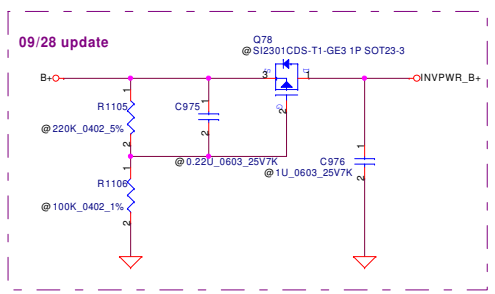 09/28 update
Q78
@SI2301CDS-T1-GE3 1P SOT23-3
B+
3
S
D
1
INVPWR_B+
G
2
1
R1105
@220K_0402_5%
2
C975
1
2
@0.22U_0603_25V7K
1
R1106
@100K_0402_1%
2
1
C976
@1U_0603_25V7K
2